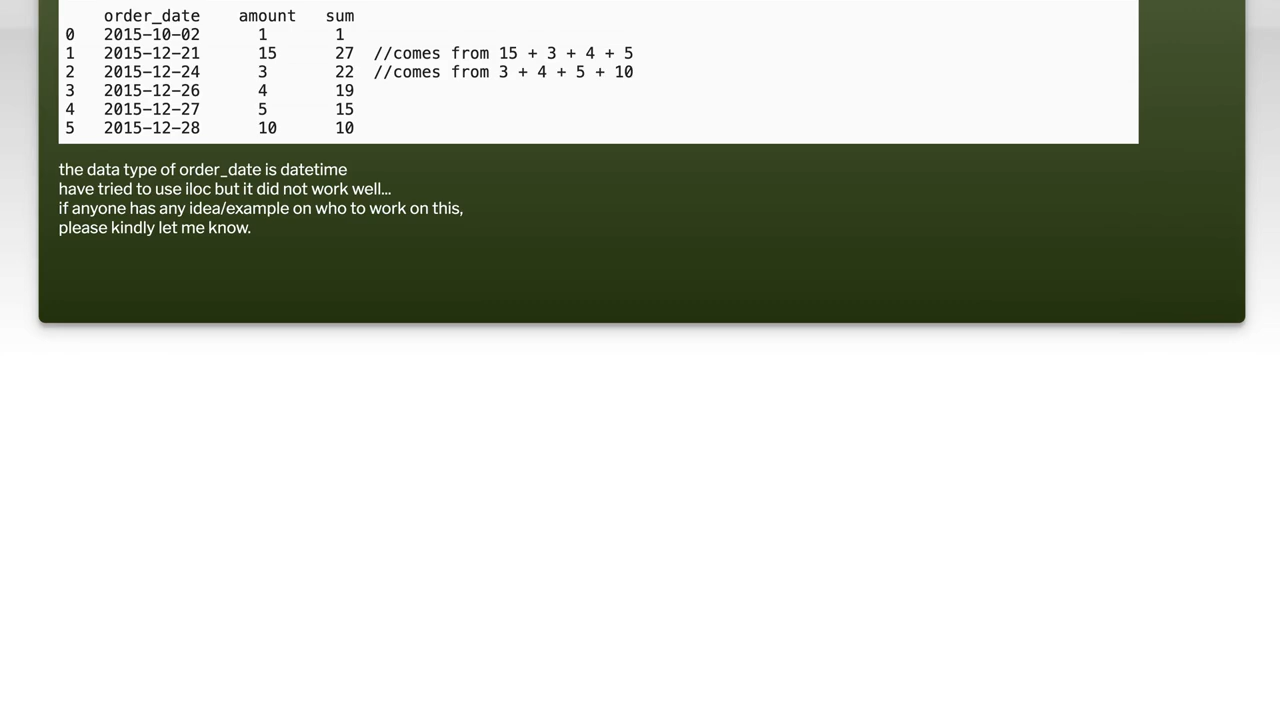 order_date amount sum
0 2015-10-02 1 1
1 2015-12-21 15 27 //comes from 15 + 3 + 4 + 5
2 2015-12-24 3 22 //comes from 3 + 4 + 5 + 10
3 2015-12-26 4 19
4 2015-12-27 5 15
5 2015-12-28 10 10
the data type of order_date is datetime
have tried to use iloc but it did not work well...
if anyone has any idea/example on who to work on this,
please kindly let me know.